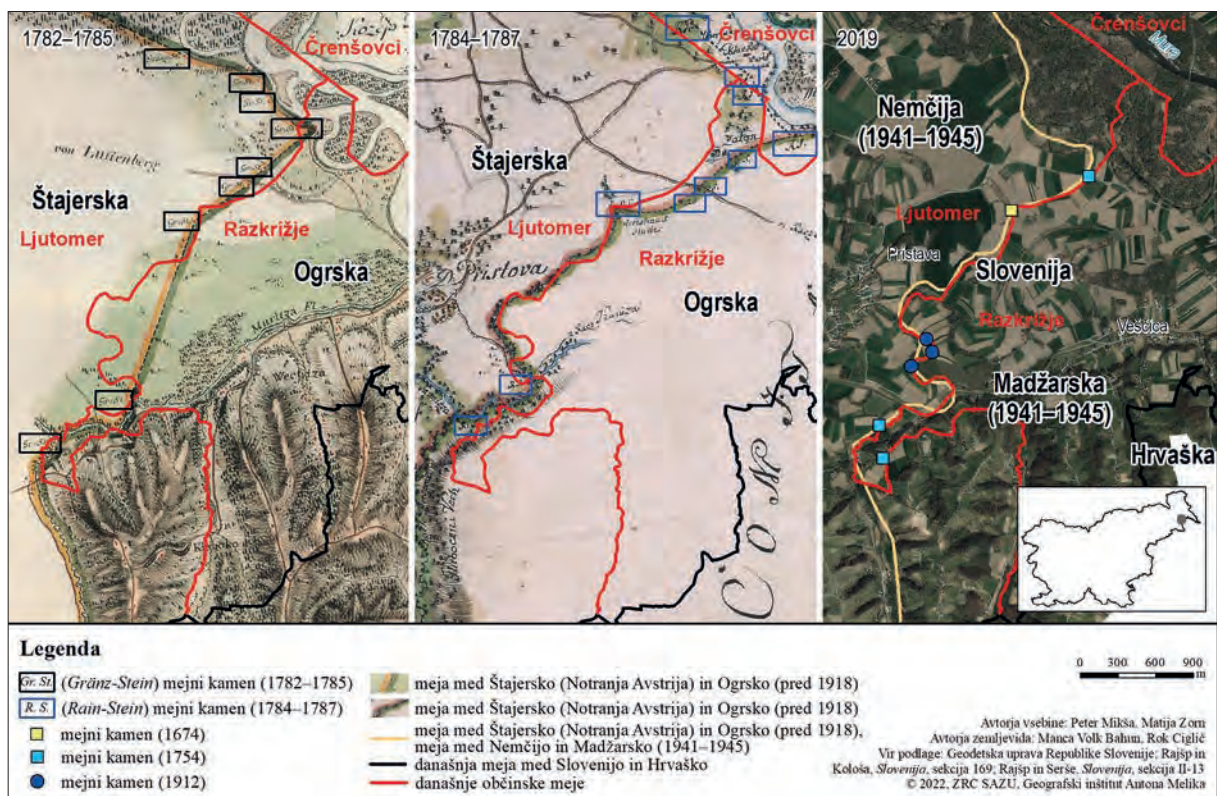 1782–1785
Črenšovci
von Luttenberg
Štajerska
Ljutomer
Razkrižje
Ogrska
1784–1787
Črenšovci
Štajerska
Ljutomer
Razkrižje
D. Pristova
Ogrska
2019
Črenšovci
Mura
Nemčija
(1941–1945)
Ljutomer
Pristava
Slovenija
Razkrižje
Veščica
Madžarska
(1941–1945)
Hrvaška
Legenda
Gr. St. (Gränz-Stein) mejni kamen (1782–1785)
R. S. (Rain-Stein) mejni kamen (1784–1787)
mejni kamen (1674)
mejni kamen (1754)
mejni kamen (1912)
meja med Štajersko (Notranja Avstrija) in Ogrsko (pred 1918)
meja med Štajersko (Notranja Avstrija) in Ogrsko (pred 1918)
meja med Štajersko (Notranja Avstrija) in Ogrsko (pred 1918),
meja med Nemčijo in Madžarsko (1941–1945)
današnja meja med Slovenijo in Hrvaško
današnje občinske meje
0 300 600 900
m
Avtorja vsebine: Peter Mikša, Matija Zorn
Avtorja zemljevida: Manca Volk Bahun, Rok Ciglič
Vir podlage: Geodetska uprava Republike Slovenije; Rajšp in
Kološa, Slovenija, sekcija 169; Rajšp in Serše, Slovenija, sekcija II-13
© 2022, ZRC SAZU, Geografski inštitut Antona Melika